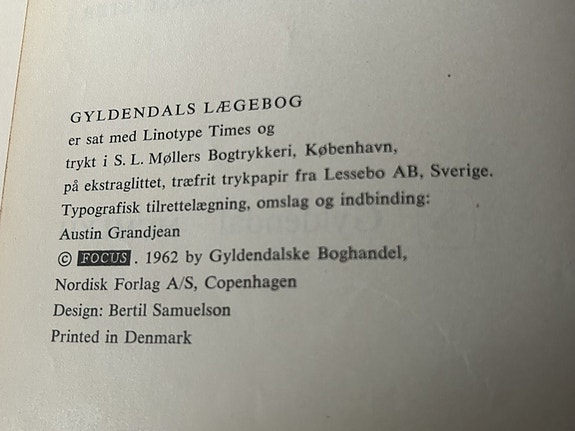 GYLDENDALS LÆGEBOG
er sat med Linotype Times og
trykt i S. L. Møllers Bogtrykkeri, København,
på ekstraglittet, træfrit trykpapir fra Lessebo AB, Sverige.
Typografisk tilrettelægning, omslag og indbinding:
Austin Grandjean
© FOCUS. 1962 by Gyldendalske Boghandel,
Nordisk Forlag A/S, Copenhagen
Design: Bertil Samuelson
Printed in Denmark